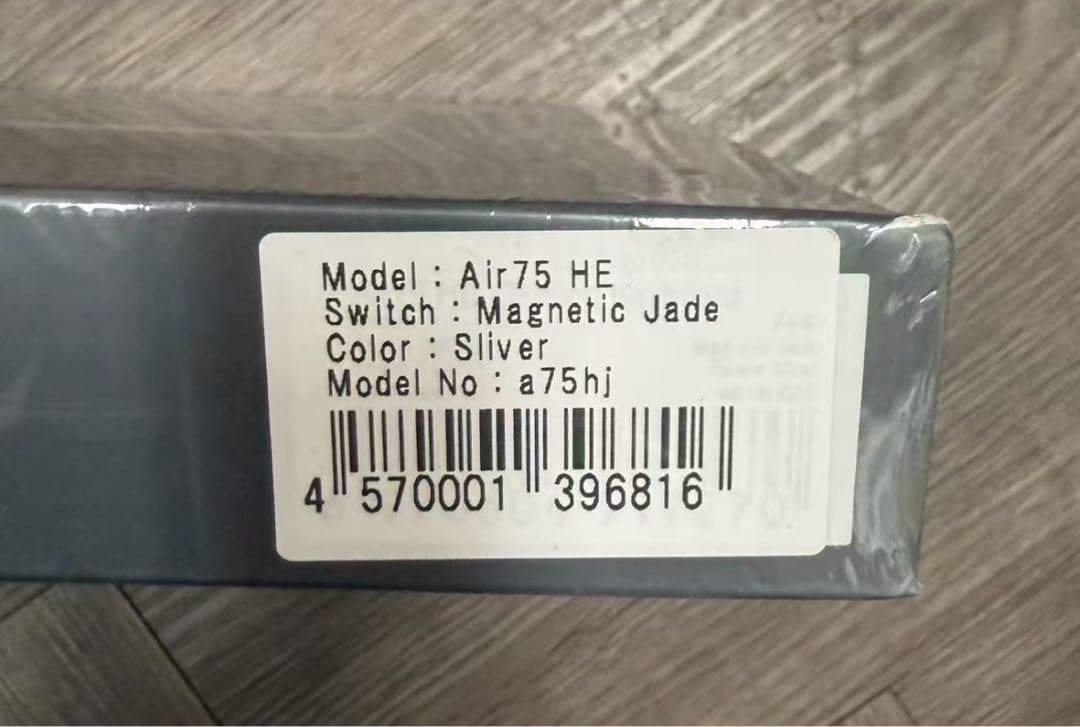 Model : Air75 HE
Switch : Magnetic Jade
Color : Sliver
Model No : a75hj
4 570001 396816